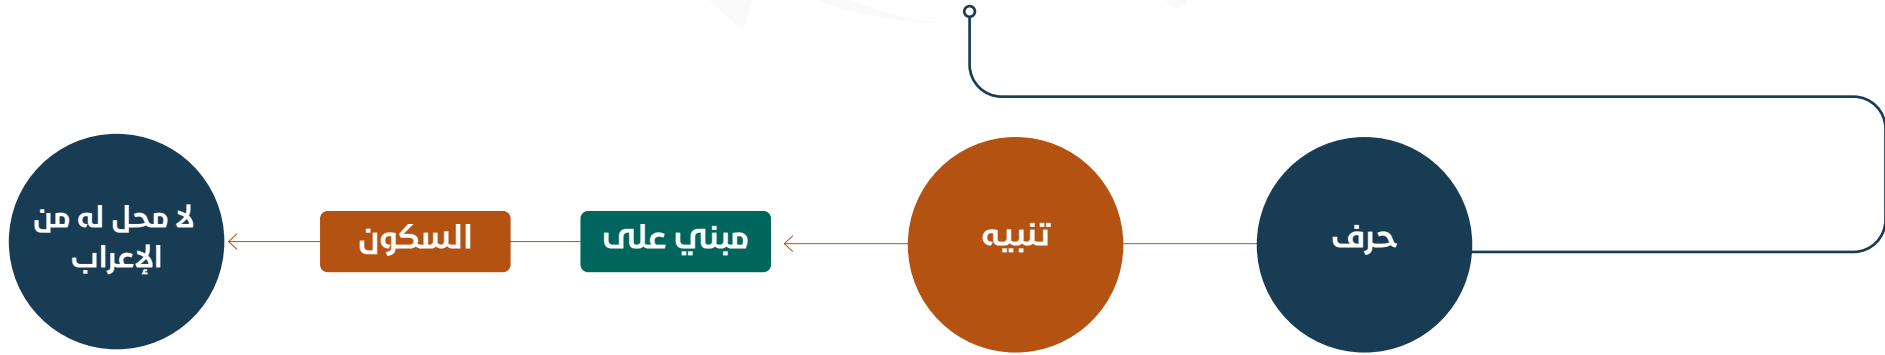 حرف
تنبيه
مبني على
السكون
لا محل له من
الإعراب